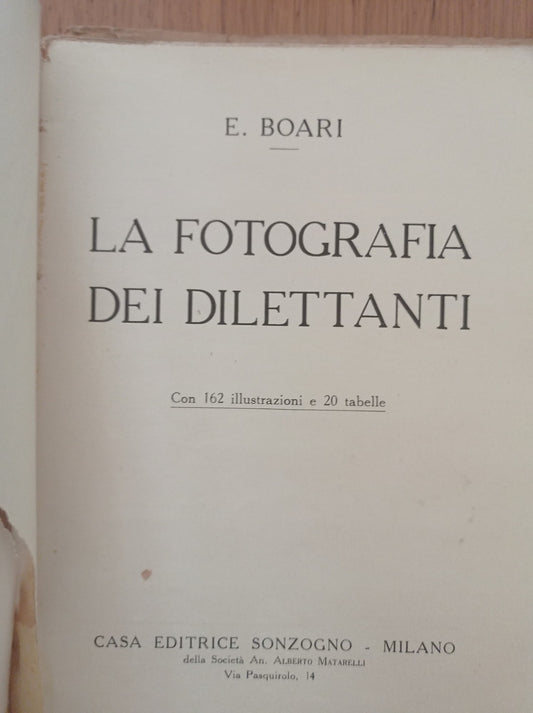 E. BOARI
LA FOTOGRAFIA
DEI DILETTANTI
Con 162 illustrazioni e 20 tabelle
CASA EDITRICE SONZOGNO - MILANO
della Società An. ALBERTO MATARELLI
Via Pasquirolo, 14